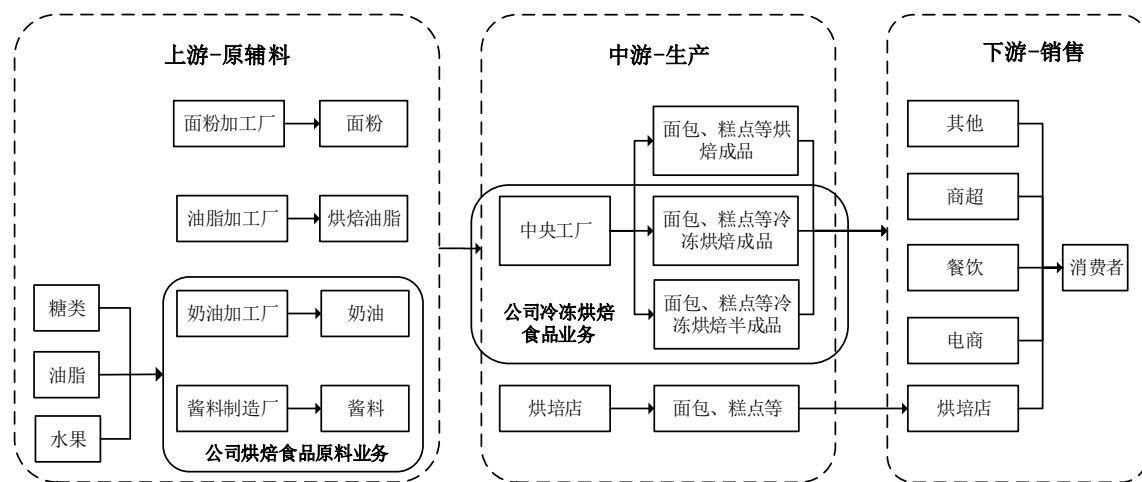 上游-原辅料
面粉加工厂
面粉
油脂加工厂
烘焙油脂
糖类
油脂
水果
奶油加工厂
奶油
酱料制造厂
酱料
公司烘焙食品原料业务
中游-生产
面包、糕点等烘
焙成品
中央工厂
面包、糕点等冷
冻烘焙成品
公司冷冻烘焙
食品业务
面包、糕点等冷
冻烘焙半成品
烘培店
面包、糕点等
下游-销售
其他
商超
餐饮
电商
烘培店
消费者